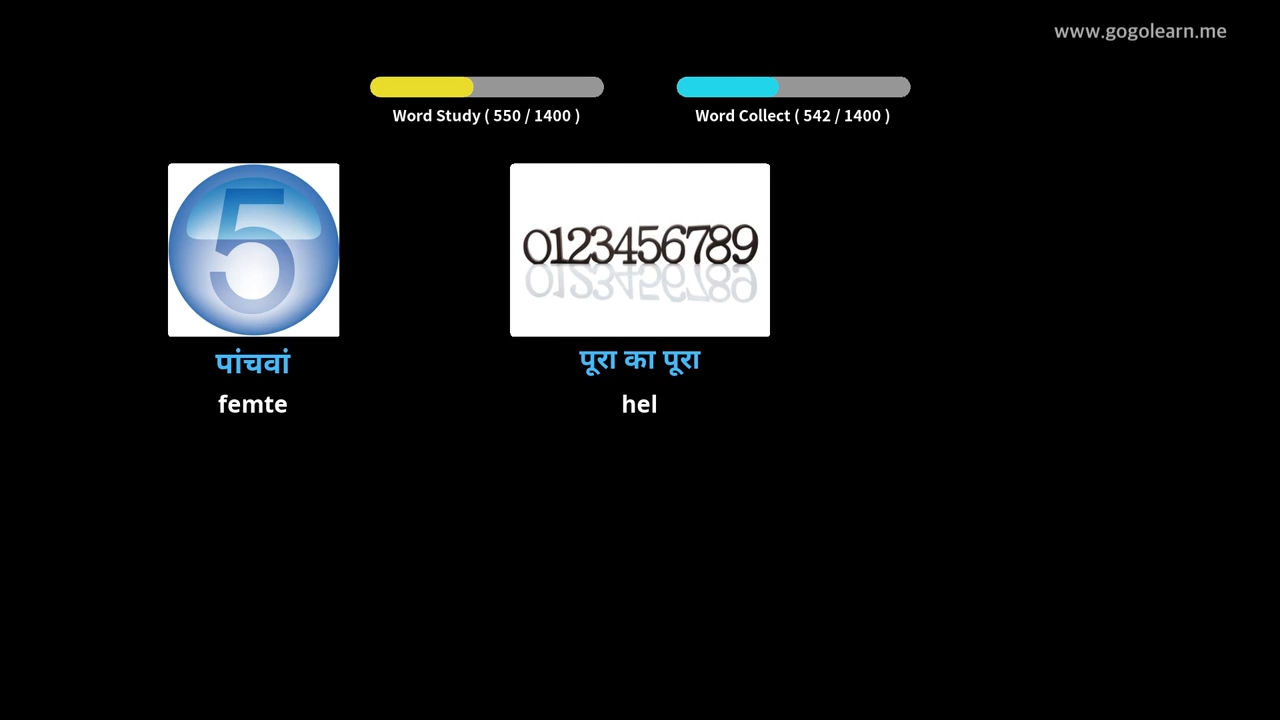 www.gogolearn.me
Word Study ( 550 / 1400 )
Word Collect ( 542 / 1400 )
5
0123456789
पांचवां
पूरा का पूरा
femte
hel